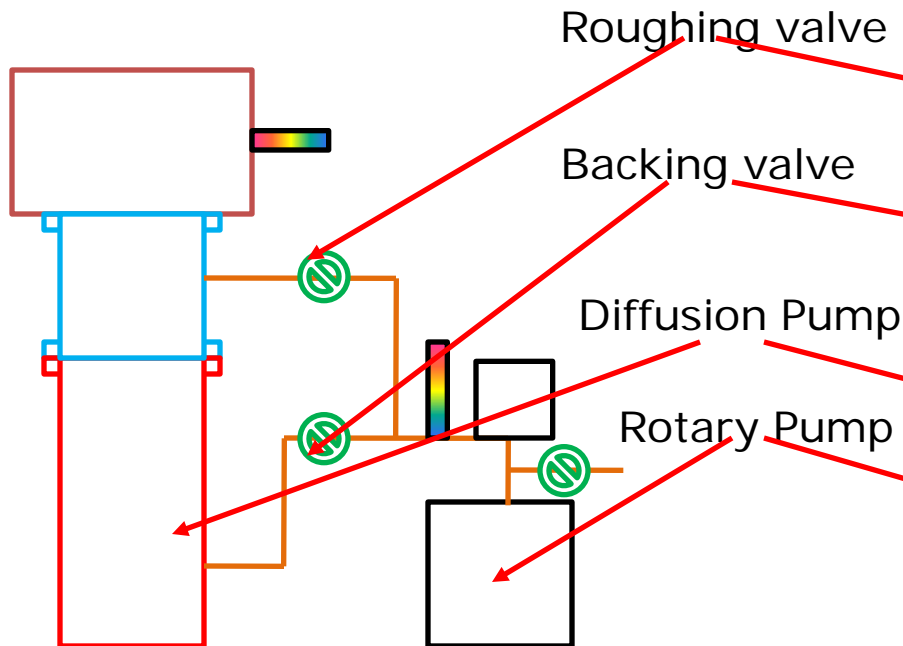 Roughing valve
Backing valve
Diffusion Pump
Rotary Pump